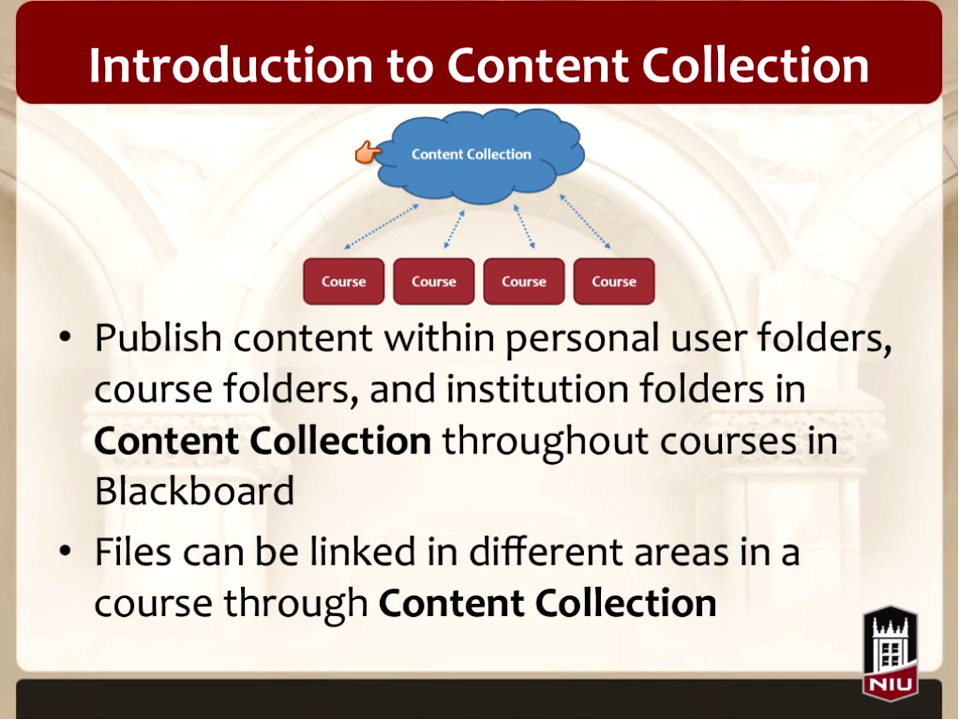 Introduction to Content Collection
Content Collection
Course Course Course Course
• Publish content within personal user folders,
course folders, and institution folders in
Content Collection throughout courses in
Blackboard
• Files can be linked in different areas in a
course through Content Collection
NIU